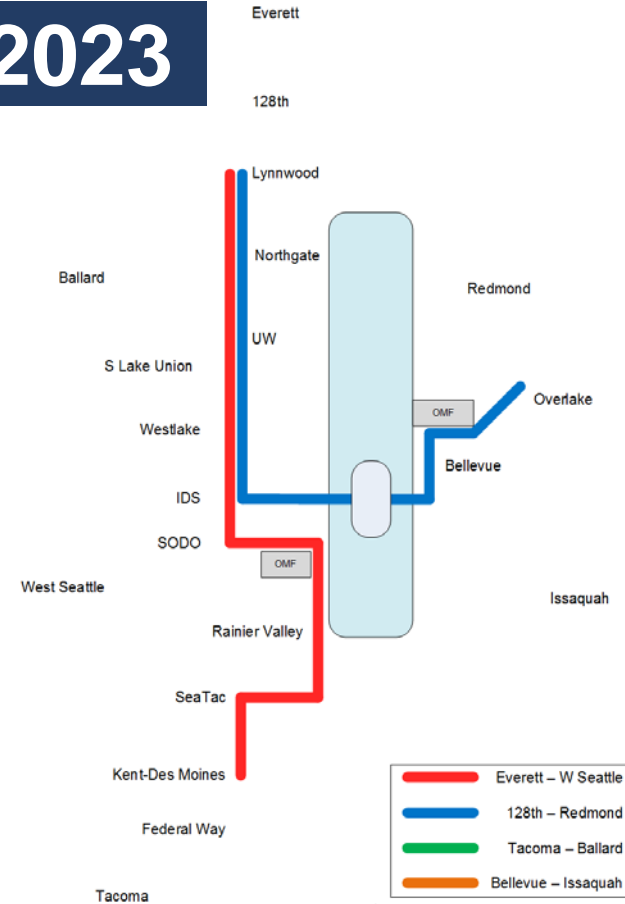 2023
Everett
128th
Lynnwood
Northgate
Ballard
Redmond
UW
S Lake Union
Overlake
OMF
Westlake
Bellevue
IDS
SODO
OMF
West Seattle
Issaquah
Rainier Valley
SeaTac
Kent-Des Moines
Federal Way
Tacoma
Everett – W Seattle
128th – Redmond
Tacoma – Ballard
Bellevue – Issaquah